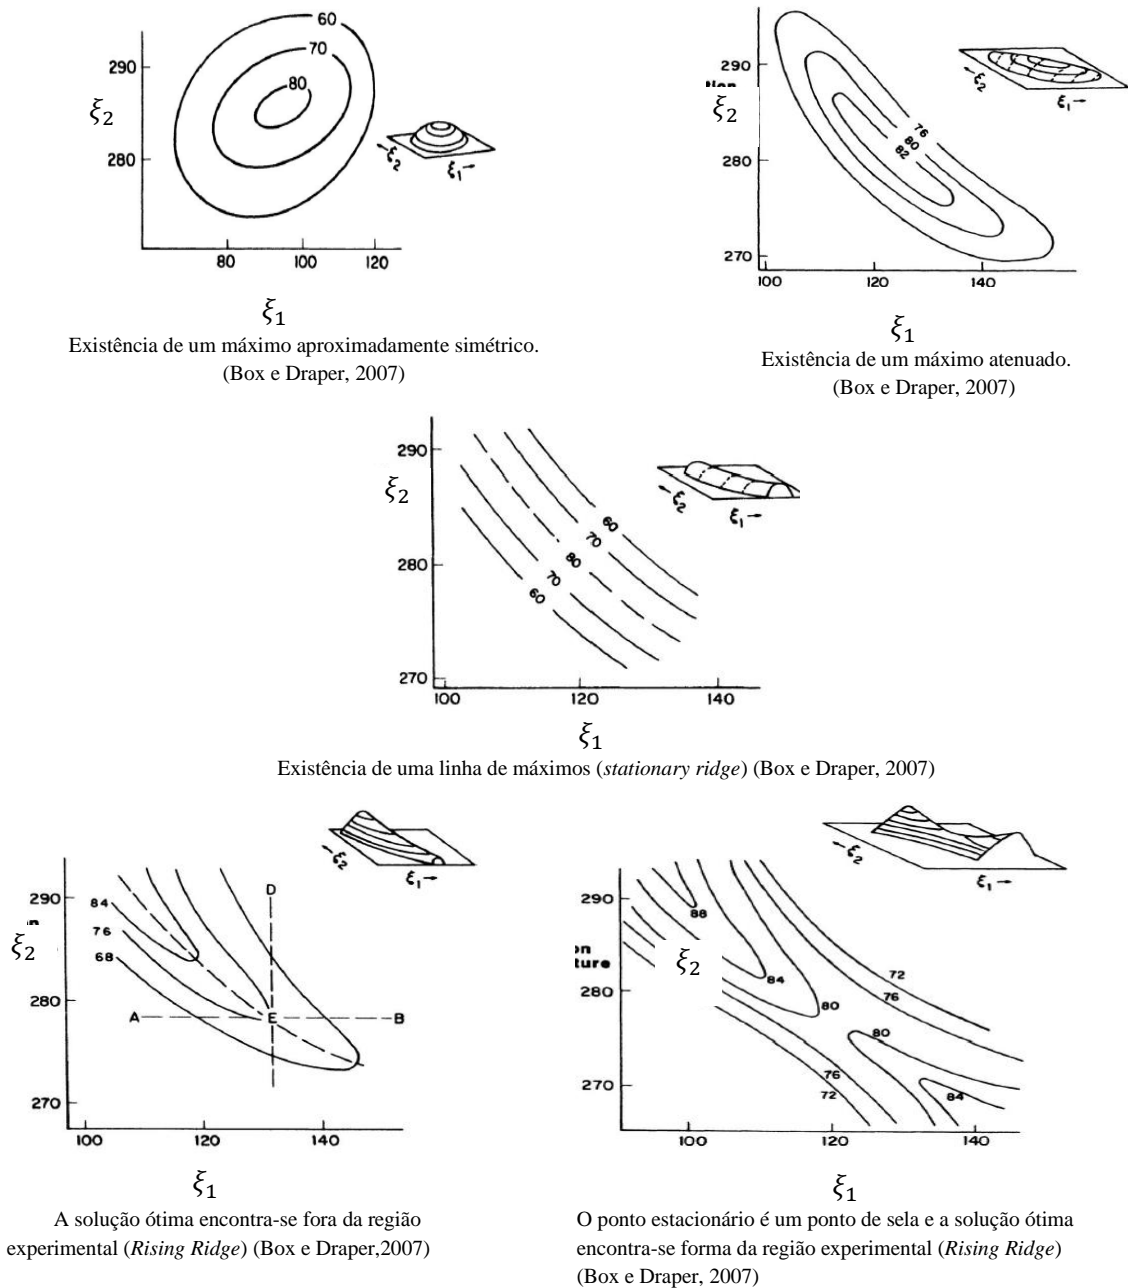 60
70
80
290
280
ξ2
80
100
120
ξ1
← ξ2
ξ1 →
Existência de um máximo aproximadamente simétrico.
(Box e Draper, 2007)
290
280
270
ξ2
76
80
82
100
120
140
ξ1
← ξ2
ξ1 →
Existência de um máximo atenuado.
(Box e Draper, 2007)
290
280
270
ξ2
60
70
80
70
60
100
120
140
ξ1
← ξ2
ξ1 →
Existência de uma linha de máximos (stationary ridge) (Box e Draper, 2007)
290
280
270
ξ2
84
76
68
D
A
E
B
100
120
140
ξ1
← ξ2
ξ1 →
A solução ótima encontra-se fora da região
experimental (Rising Ridge) (Box e Draper,2007)
290
280
270
ξ2
ture
88
84
80
72
76
80
84
76
72
100
120
140
ξ1
← ξ2
ξ1 →
O ponto estacionário é um ponto de sela e a solução ótima
encontra-se forma da região experimental (Rising Ridge)
(Box e Draper, 2007)